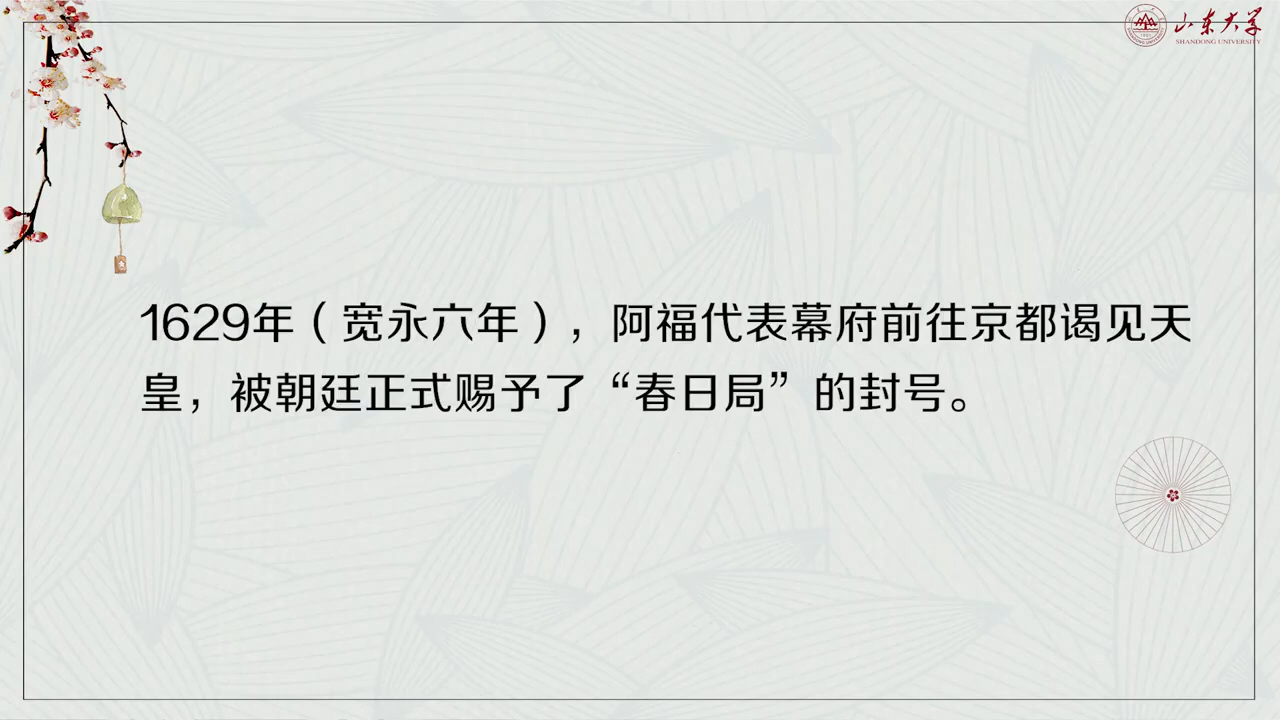 山东大学
SHANDONG UNIVERSITY
1629年（宽永六年），阿福代表幕府前往京都谒见天
皇，被朝廷正式赐予了“春日局”的封号。